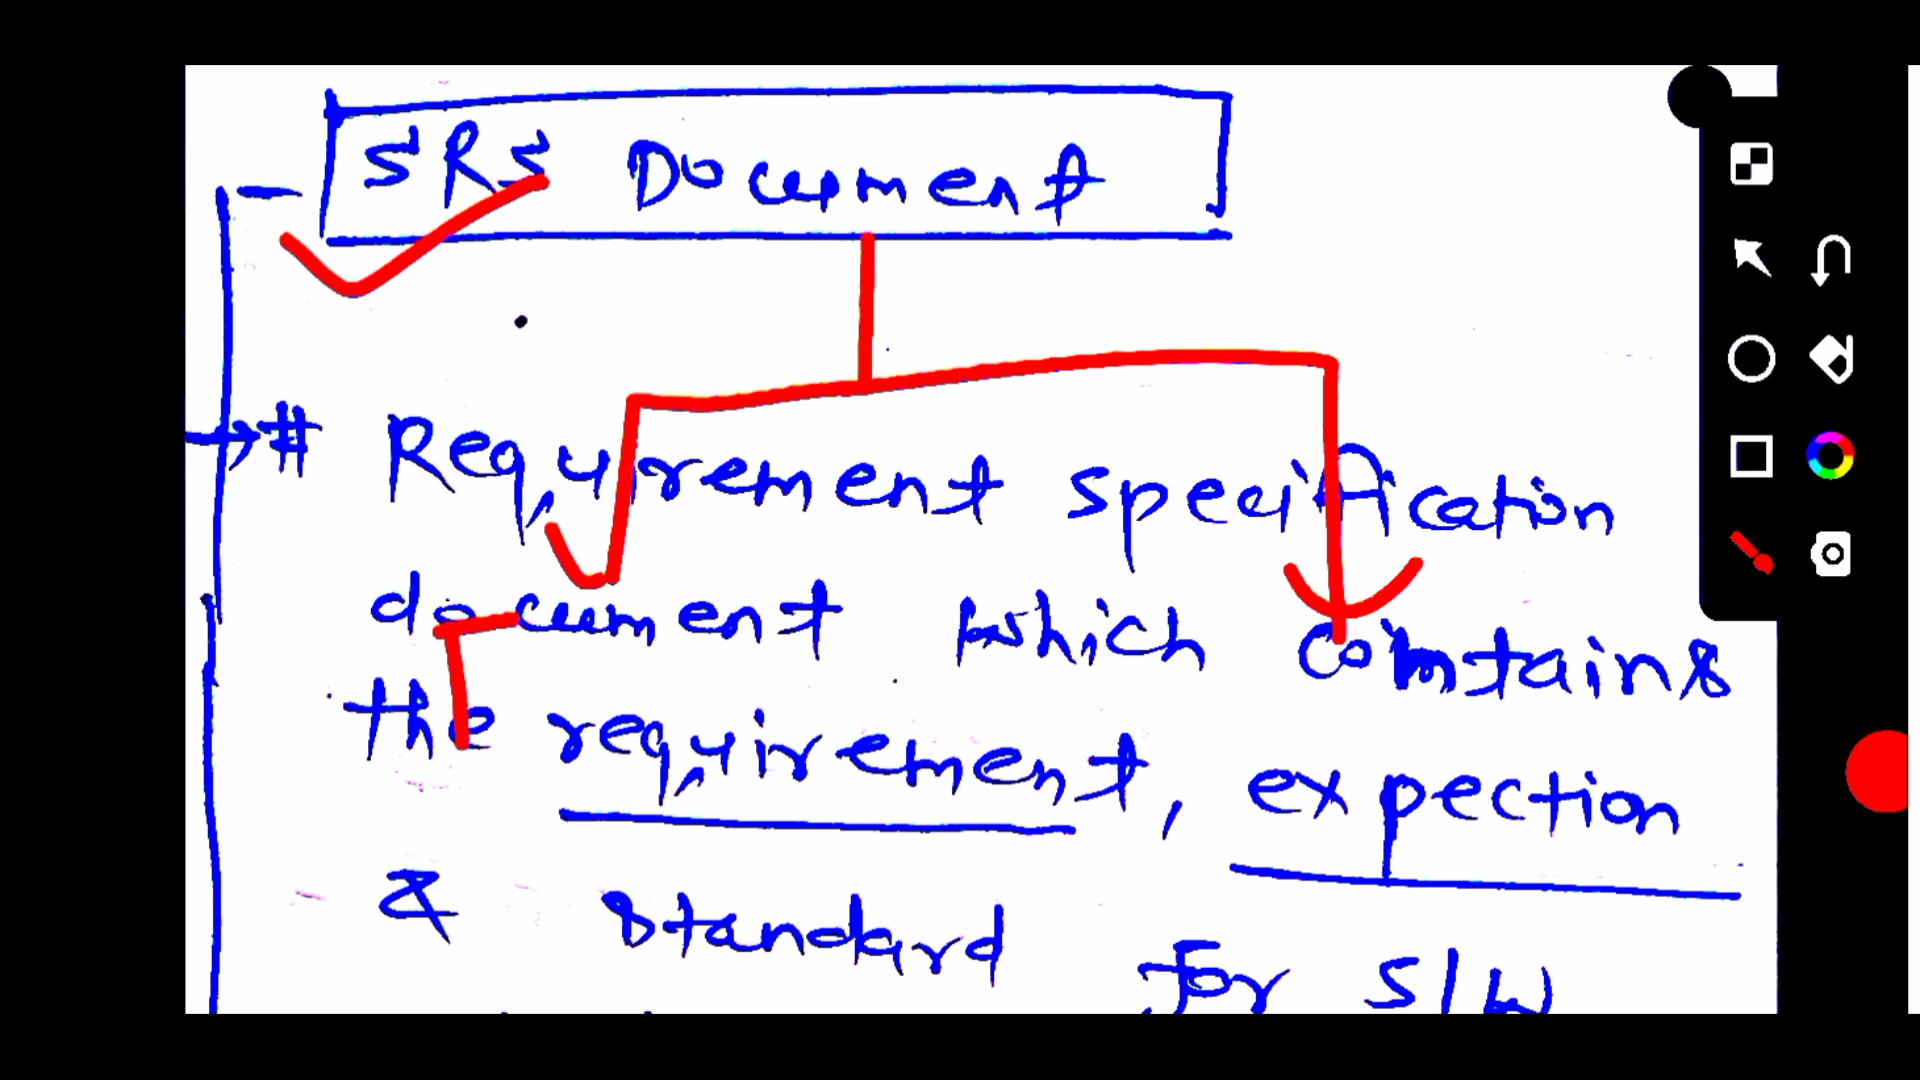 SRS Document
# Requirement specification
document which contains
the requirement, expection
& standard for S/W